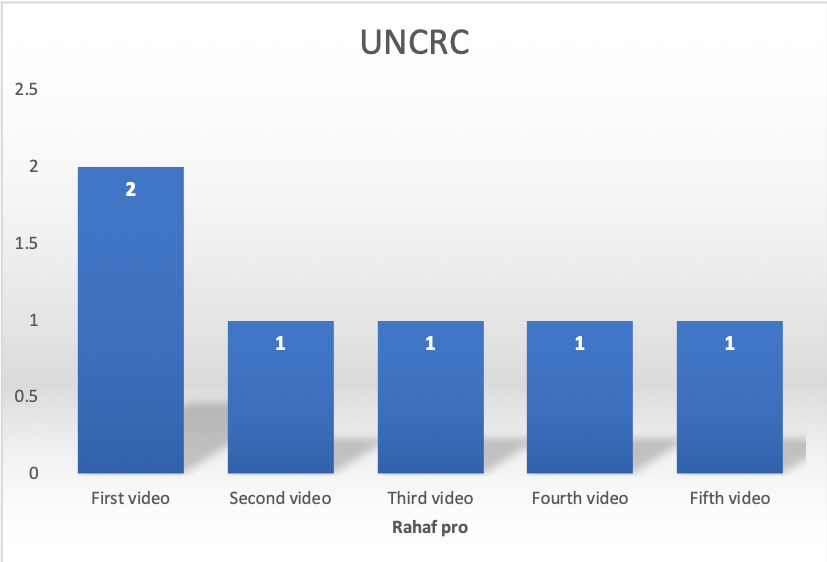 UNCRC
2.5
2
1.5
1
0.5
0
2
1
1
1
1
First video
Second video
Third video
Fourth video
Fifth video
Rahaf pro